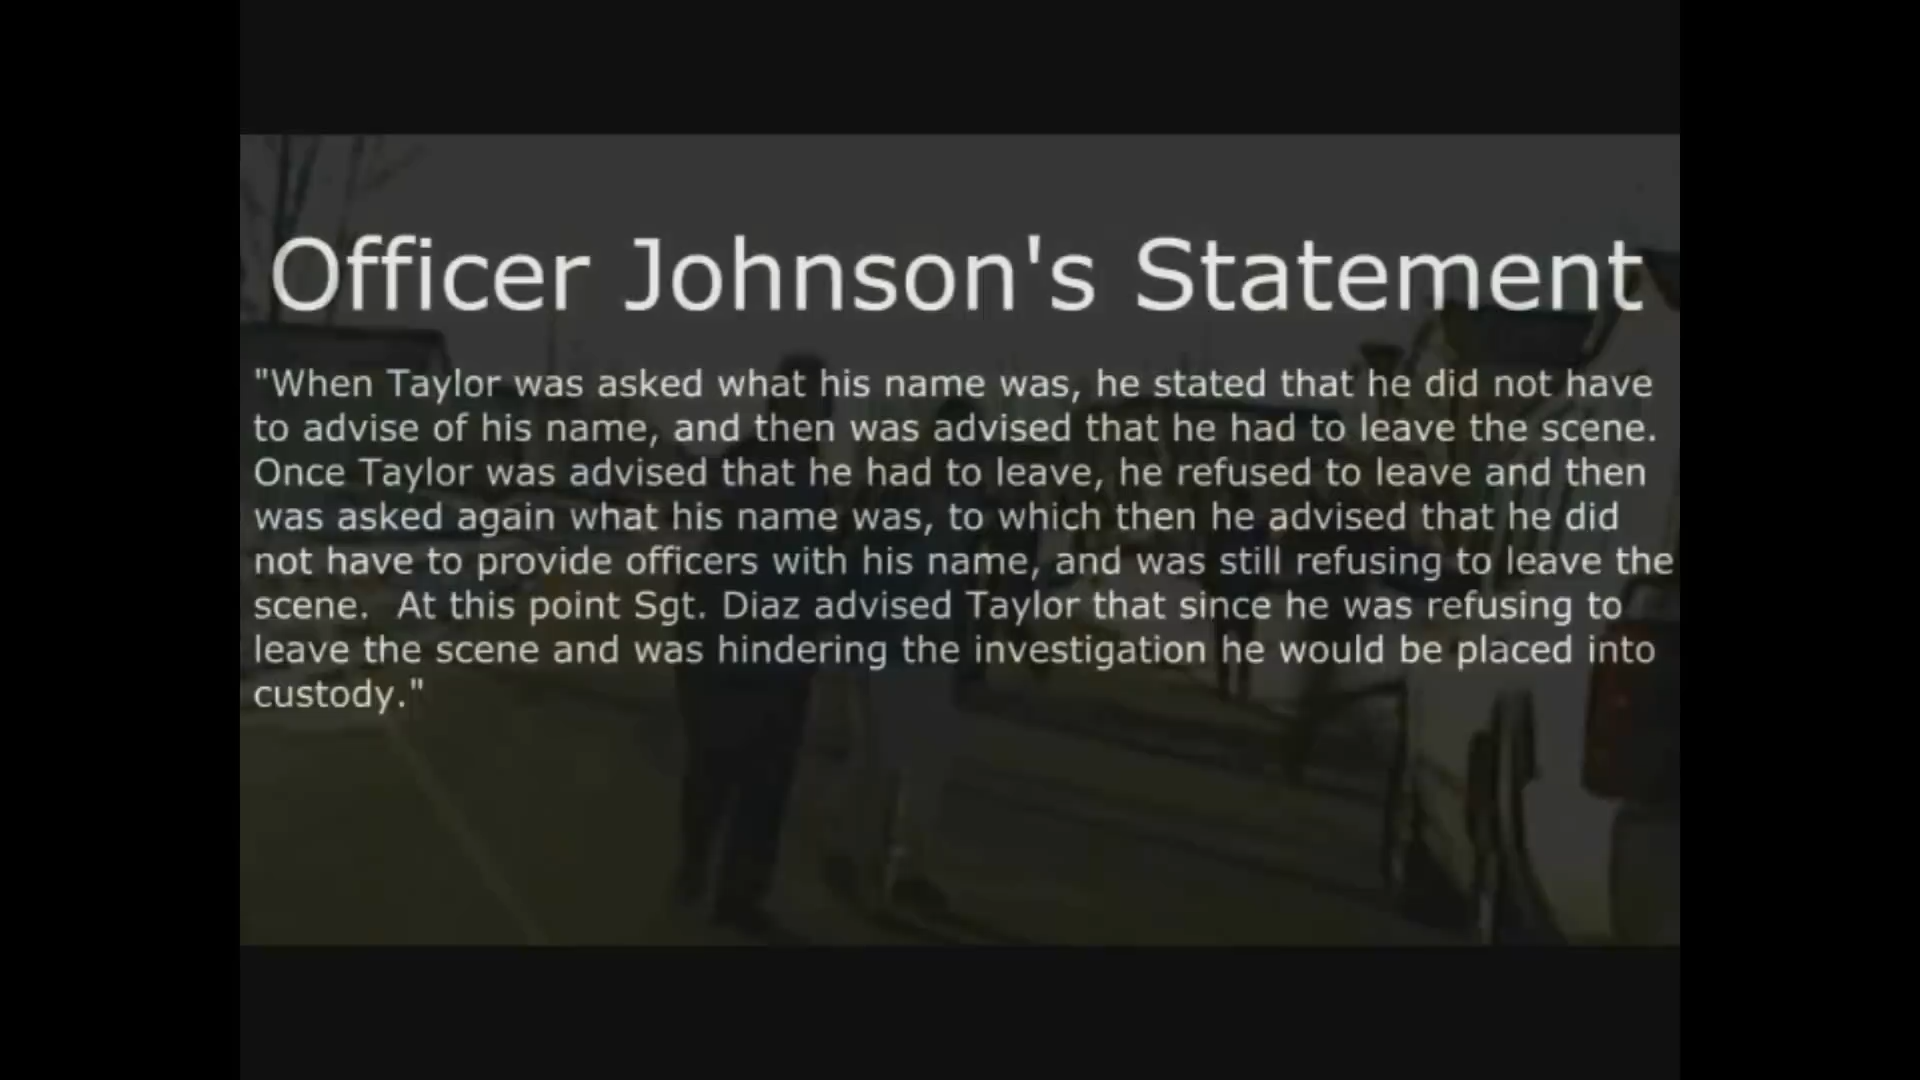 Officer Johnson's Statement
"When Taylor was asked what his name was, he stated that he did not have
to advise of his name, and then was advised that he had to leave the scene.
Once Taylor was advised that he had to leave, he refused to leave and then
was asked again what his name was, to which then he advised that he did
not have to provide officers with his name, and was still refusing to leave the
scene.  At this point Sgt. Diaz advised Taylor that since he was refusing to
leave the scene and was hindering the investigation he would be placed into
custody."